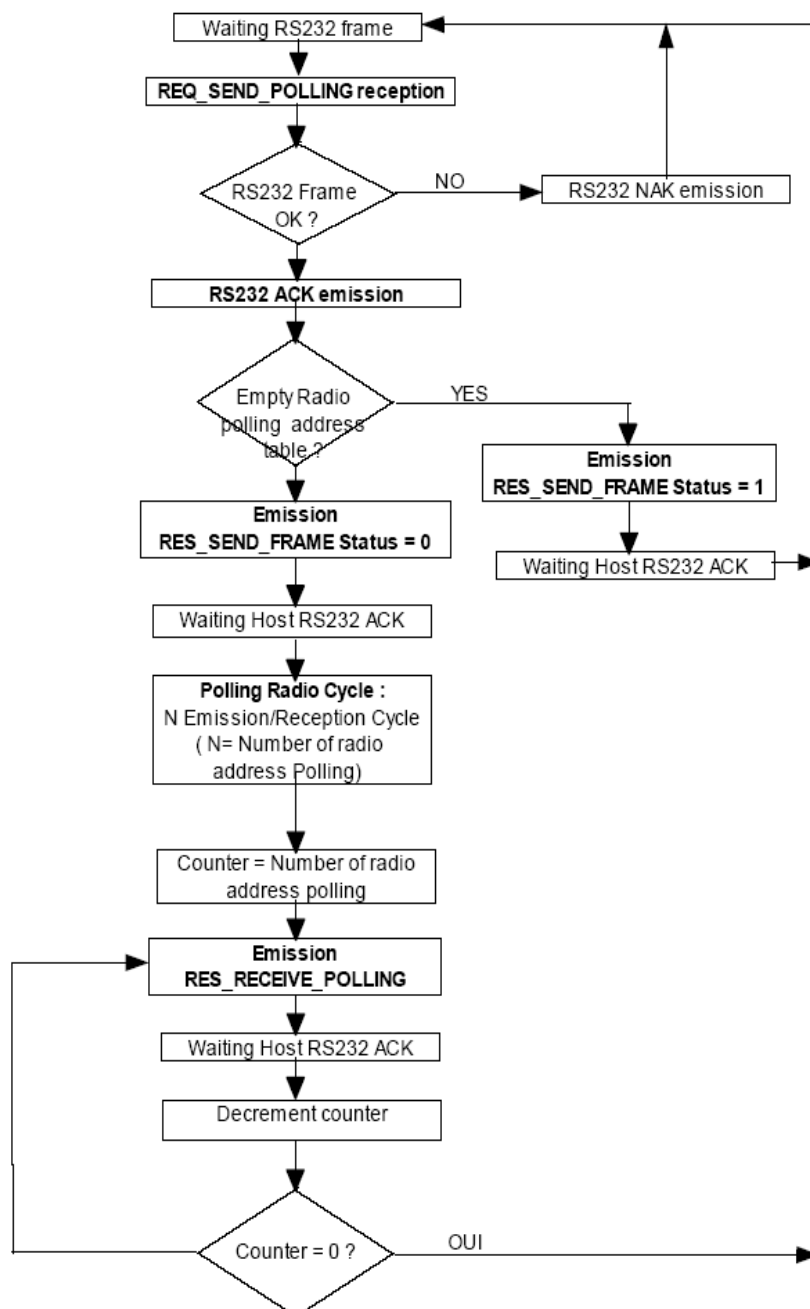 Waiting RS232 frame
REQ_SEND_POLLING reception
RS232 Frame
OK ?
NO
RS232 NAK emission
RS232 ACK emission
Empty Radio
polling address
table ?
YES
Emission
RES_SEND_FRAME Status = 1
Waiting Host RS232 ACK
Emission
RES_SEND_FRAME Status = 0
Waiting Host RS232 ACK
Polling Radio Cycle :
N Emission/Reception Cycle
( N= Number of radio
address Polling)
Counter = Number of radio
address polling
Emission
RES_RECEIVE_POLLING
Waiting Host RS232 ACK
Decrement counter
Counter = 0 ?
OUI